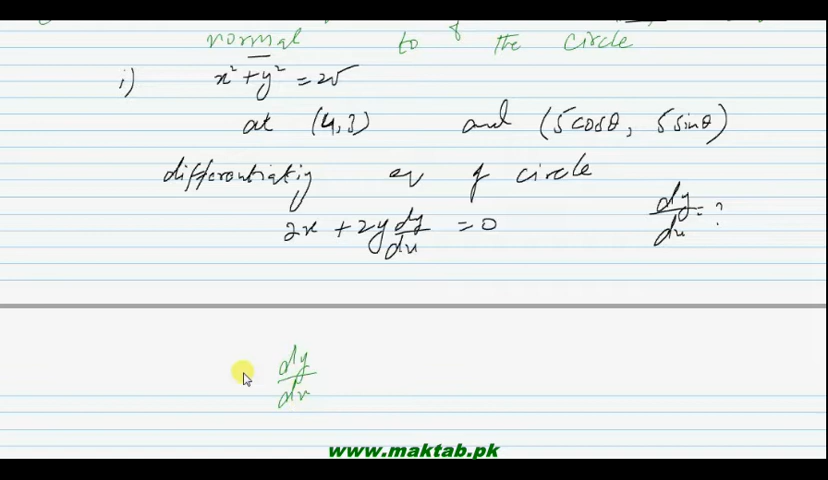 normal to the circle
i) x² + y² = 25
at (4,3) and (5cosθ, 5sinθ)
differentiating eq of circle
2x + 2y dy/dx = 0 dy/dx = ?
dy/dx
www.maktab.pk